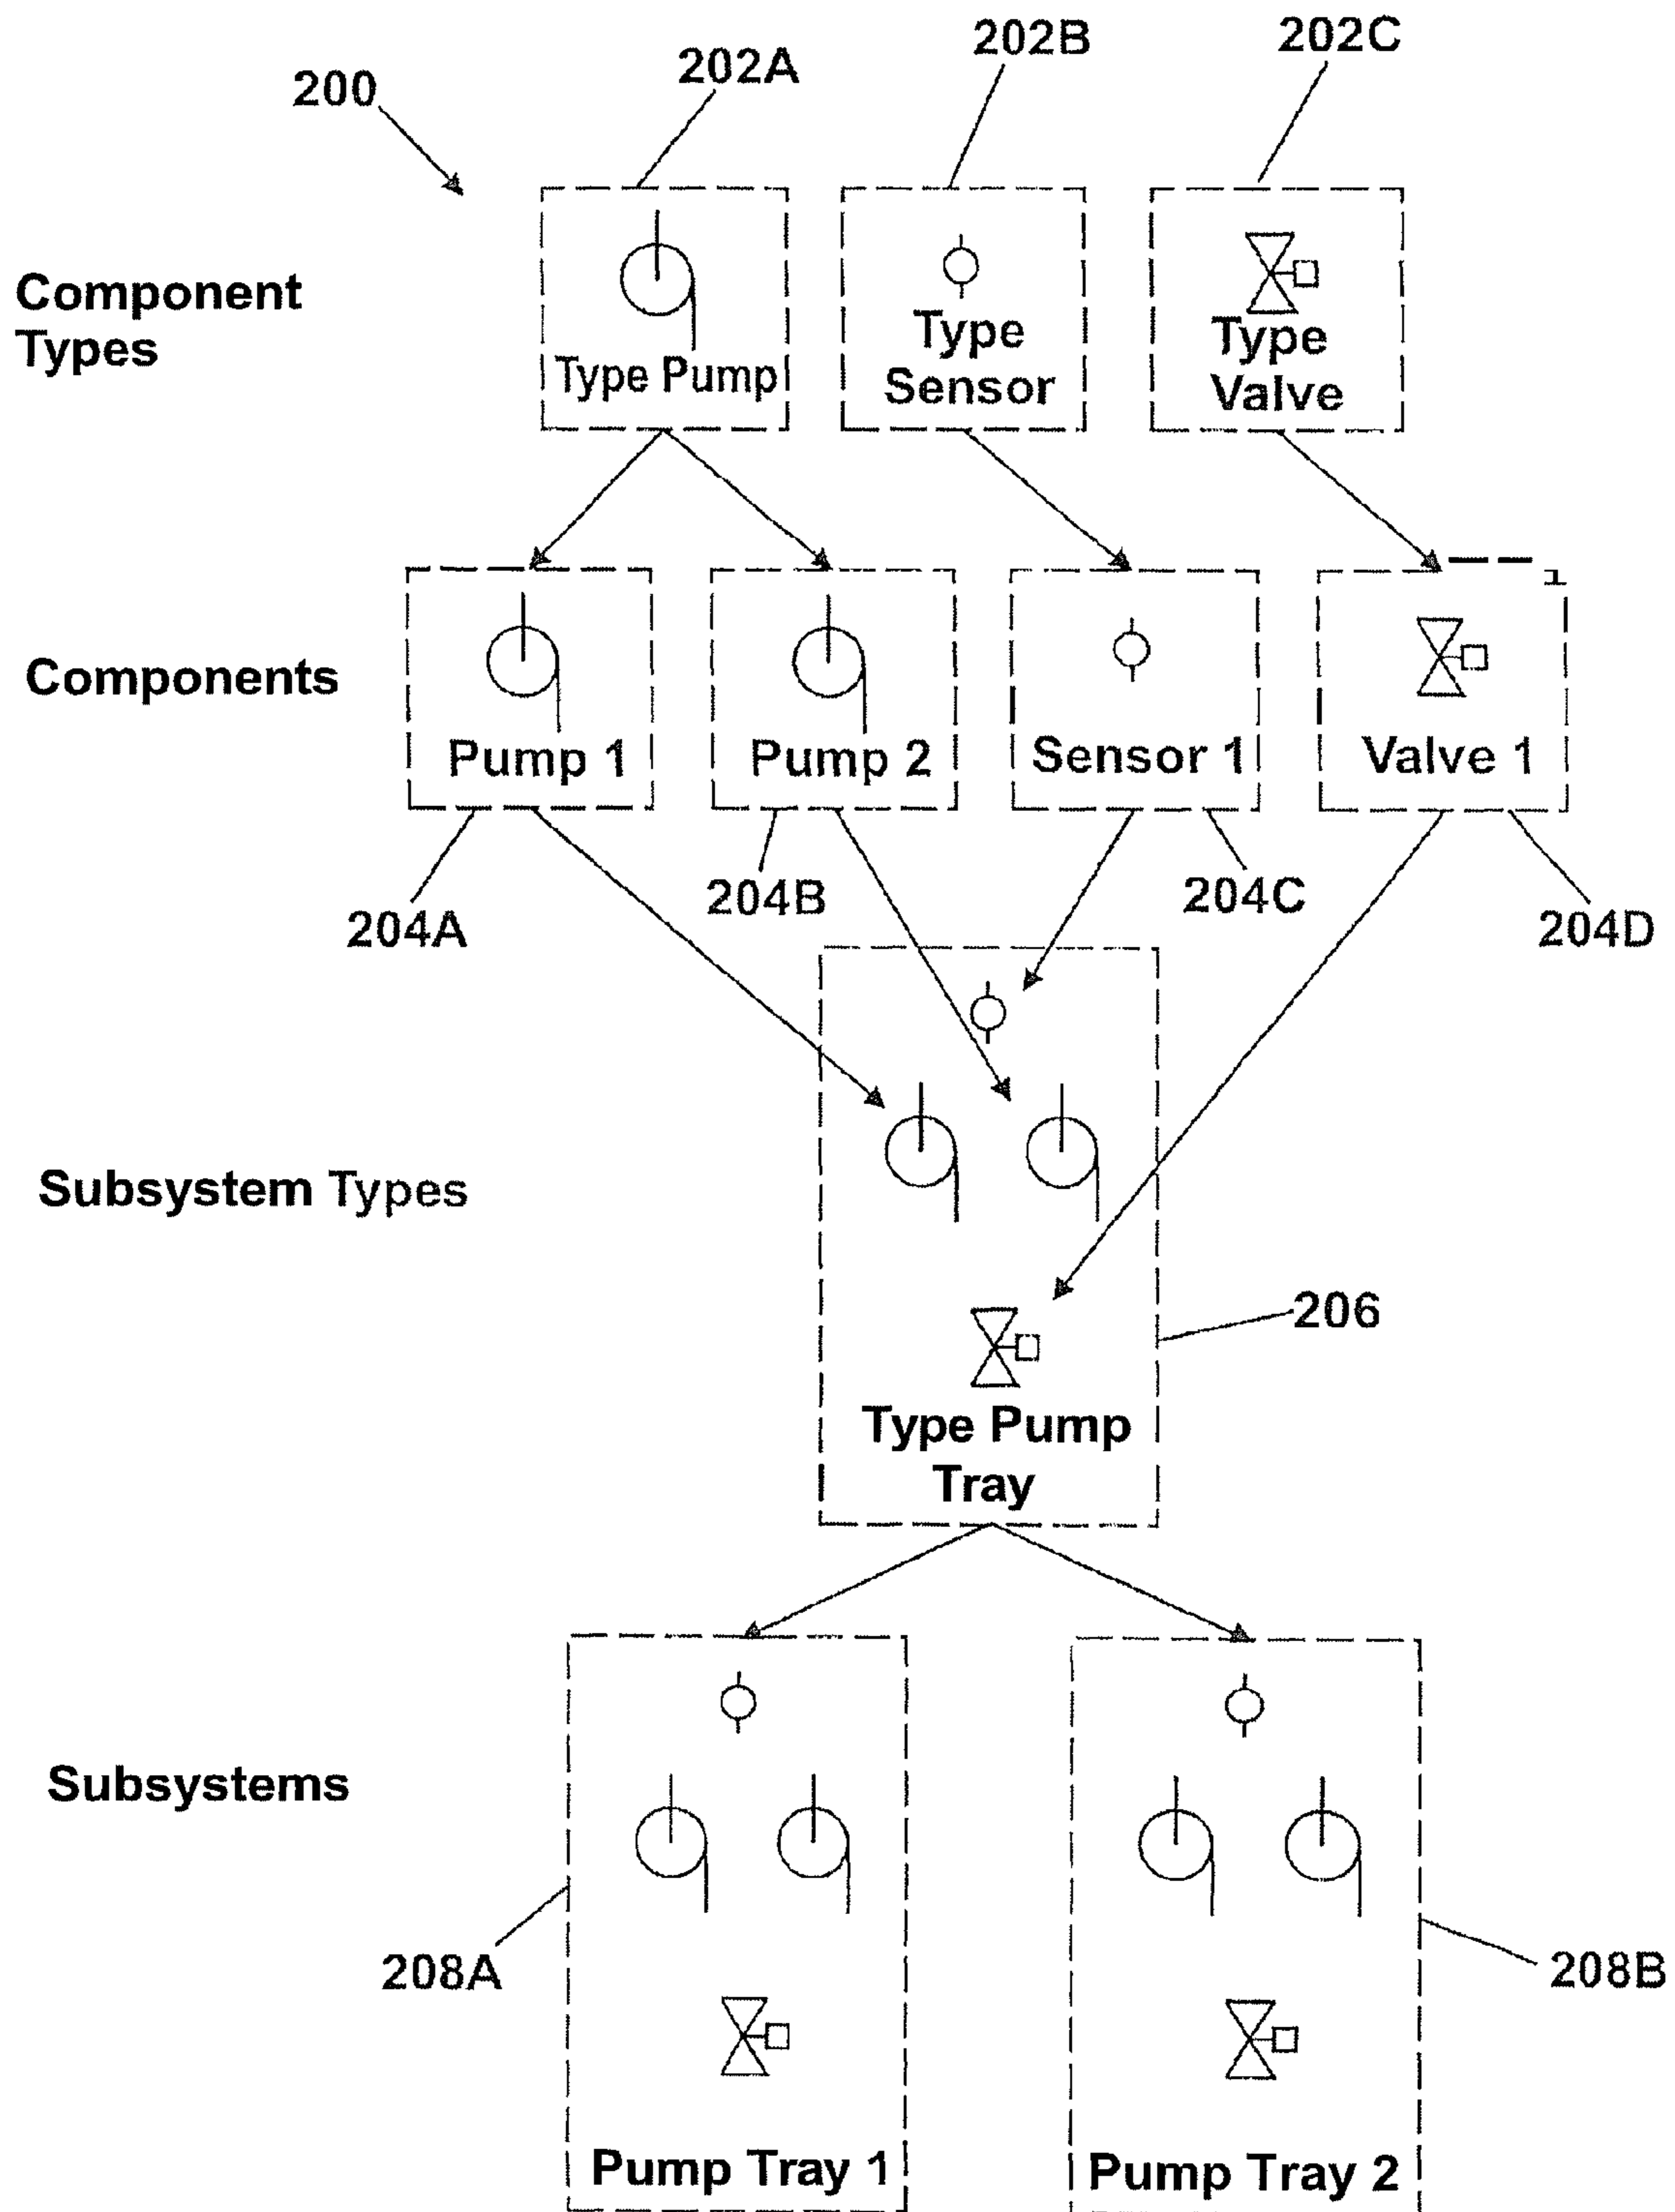 202B
202C
202A
200
Component
Types
Type Pump
Type
Sensor
Type
Valve
Components
Pump 1
Pump 2
Sensor 1
Valve 1
204A
204B
204C
204D
Subsystem Types
206
Type Pump
Tray
Subsystems
208A
208B
Pump Tray 1
Pump Tray 2